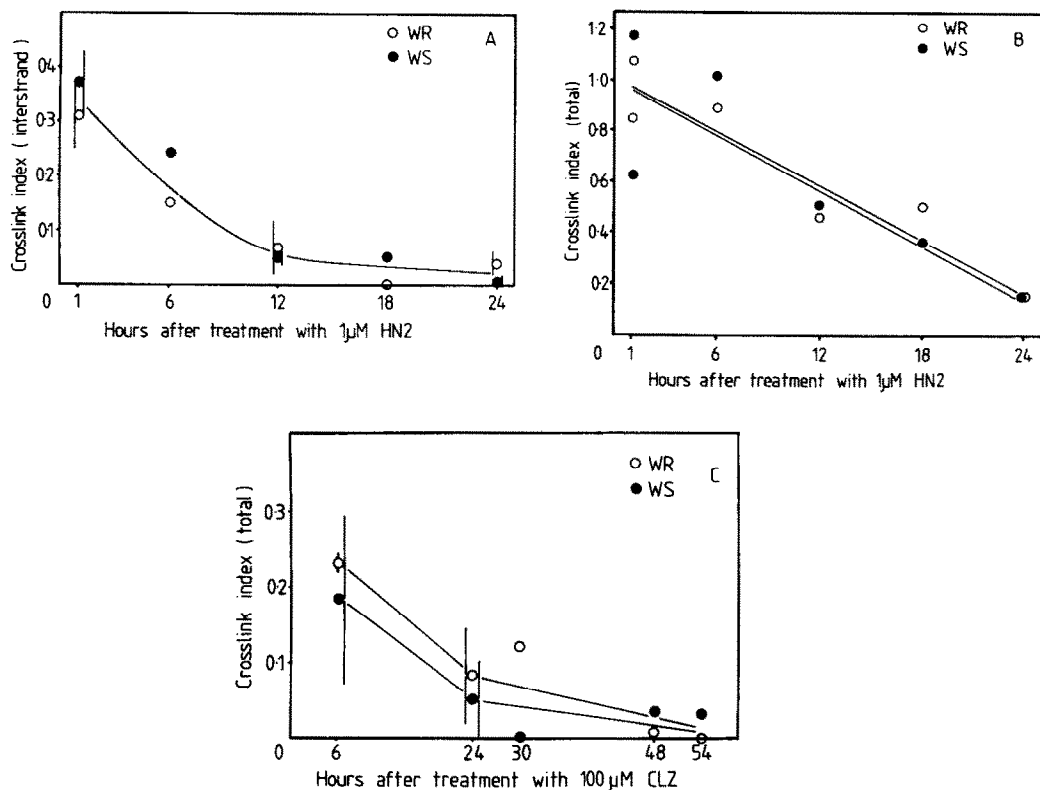 A
WR
WS
Crosslink index ( interstrand )
0·4
0·3
0·2
0·1
0
1
6
12
18
24
Hours after treatment with 1µM HN2
B
WR
WS
Crosslink index (total)
1·2
1·0
0·8
0·6
0·4
0·2
0
1
6
12
18
24
Hours after treatment with 1µM HN2
C
WR
WS
Crosslink index (total)
0·3
0·2
0·1
0
6
24
30
48
54
Hours after treatment with 100µM CLZ